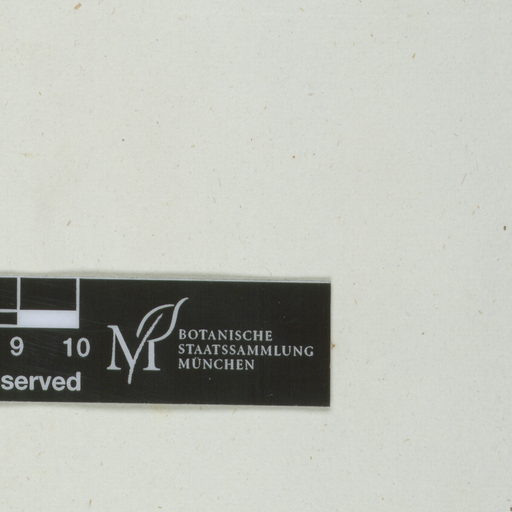 9 10
served
M
BOTANISCHE
STAATSSAMMLUNG
MÜNCHEN